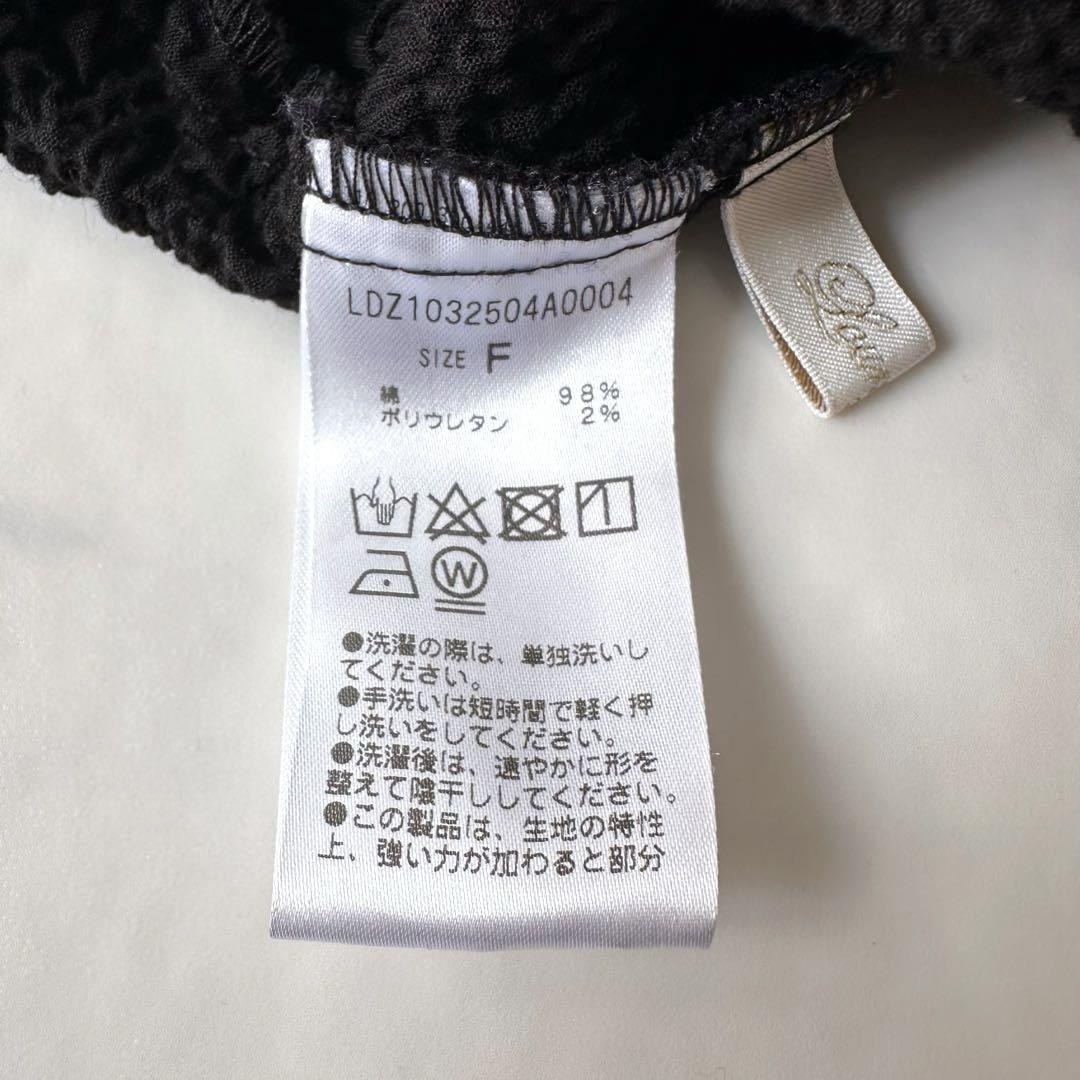 LDZ1032504A0004
SIZE F
綿 98%
ポリウレタン 2%
W
●洗濯の際は、単独洗いし
てください。
●手洗いは短時間で軽く押
し洗いをしてください。
●洗濯後は、速やかに形を
整えて陰干ししてください。
●この製品は、生地の特性
上、強い力が加わると部分